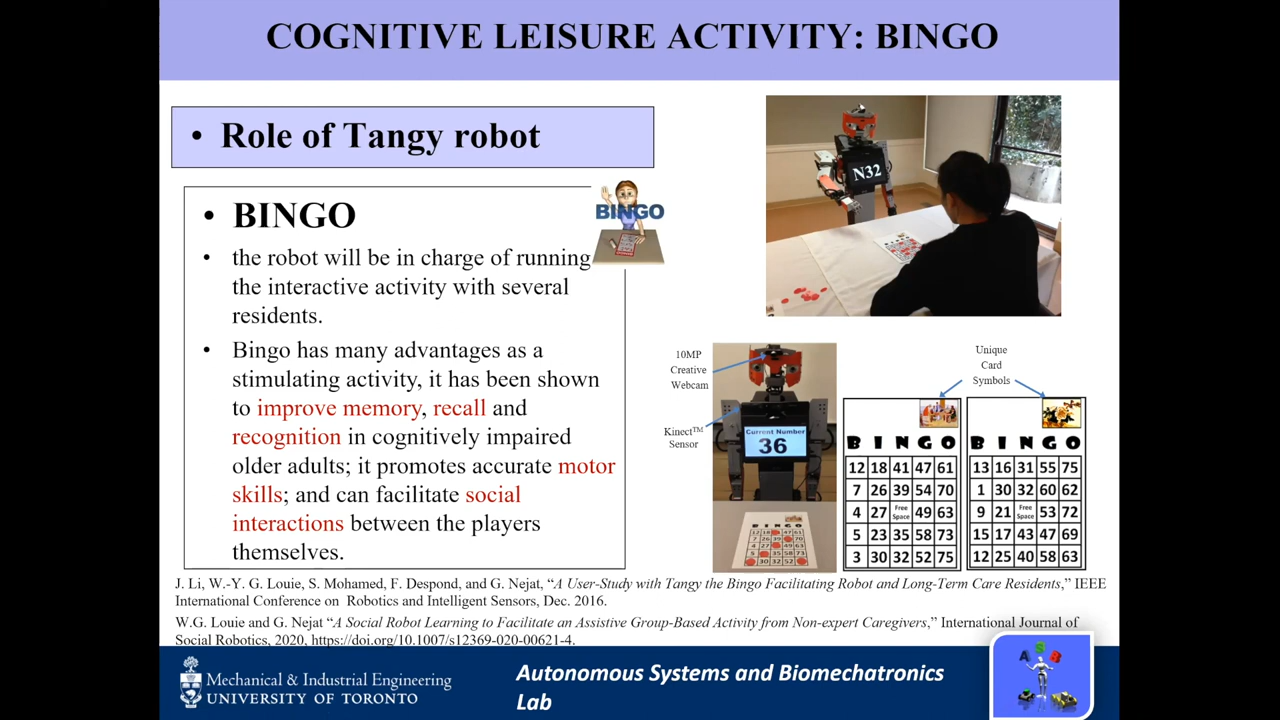 COGNITIVE LEISURE ACTIVITY: BINGO
• Role of Tangy robot
• BINGO
BINGO
• the robot will be in charge of running
the interactive activity with several
residents.
• Bingo has many advantages as a
stimulating activity, it has been shown
to improve memory, recall and
recognition in cognitively impaired
older adults; it promotes accurate motor
skills; and can facilitate social
interactions between the players
themselves.
N32
10MP
Creative
Webcam
Kinect™
Sensor
Current Number
36
Unique
Card
Symbols
B I N G O
12 18 41 47 61
7 26 39 54 70
4 27 Free Space 49 63
5 23 35 58 73
3 30 32 52 75
B I N G O
13 16 31 55 75
1 30 32 60 62
9 21 Free Space 53 72
15 17 43 47 69
12 25 40 58 63
B I N G O
J. Li, W.-Y. G. Louie, S. Mohamed, F. Despond, and G. Nejat, “A User-Study with Tangy the Bingo Facilitating Robot and Long-Term Care Residents,” IEEE
International Conference on Robotics and Intelligent Sensors, Dec. 2016.
W.G. Louie and G. Nejat “A Social Robot Learning to Facilitate an Assistive Group-Based Activity from Non-expert Caregivers,” International Journal of
Social Robotics, 2020, https://doi.org/10.1007/s12369-020-00621-4.
Mechanical & Industrial Engineering
UNIVERSITY OF TORONTO
Autonomous Systems and Biomechatronics
Lab
A S B